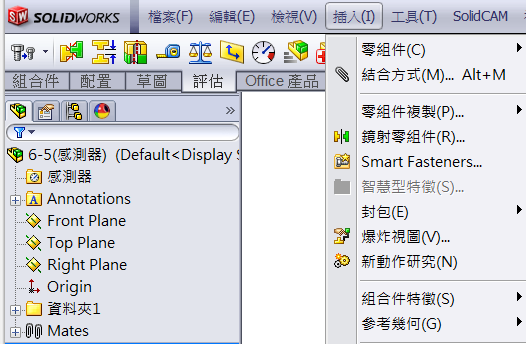 SW SOLIDWORKS 檔案(F) 編輯(E) 檢視(V) 插入(I) 工具(T) SolidCAM
組合件 配置 草圖 評估 Office 產品
»
6-5(感測器) (Default<Display S
感測器
Annotations
Front Plane
Top Plane
Right Plane
Origin
資料夾1
Mates
零組件(C)
結合方式(M)... Alt+M
零組件複製(P)...
鏡射零組件(R)...
Smart Fasteners...
智慧型特徵(S)...
封包(E)
爆炸視圖(V)...
新動作研究(N)
組合件特徵(S)
參考幾何(G)